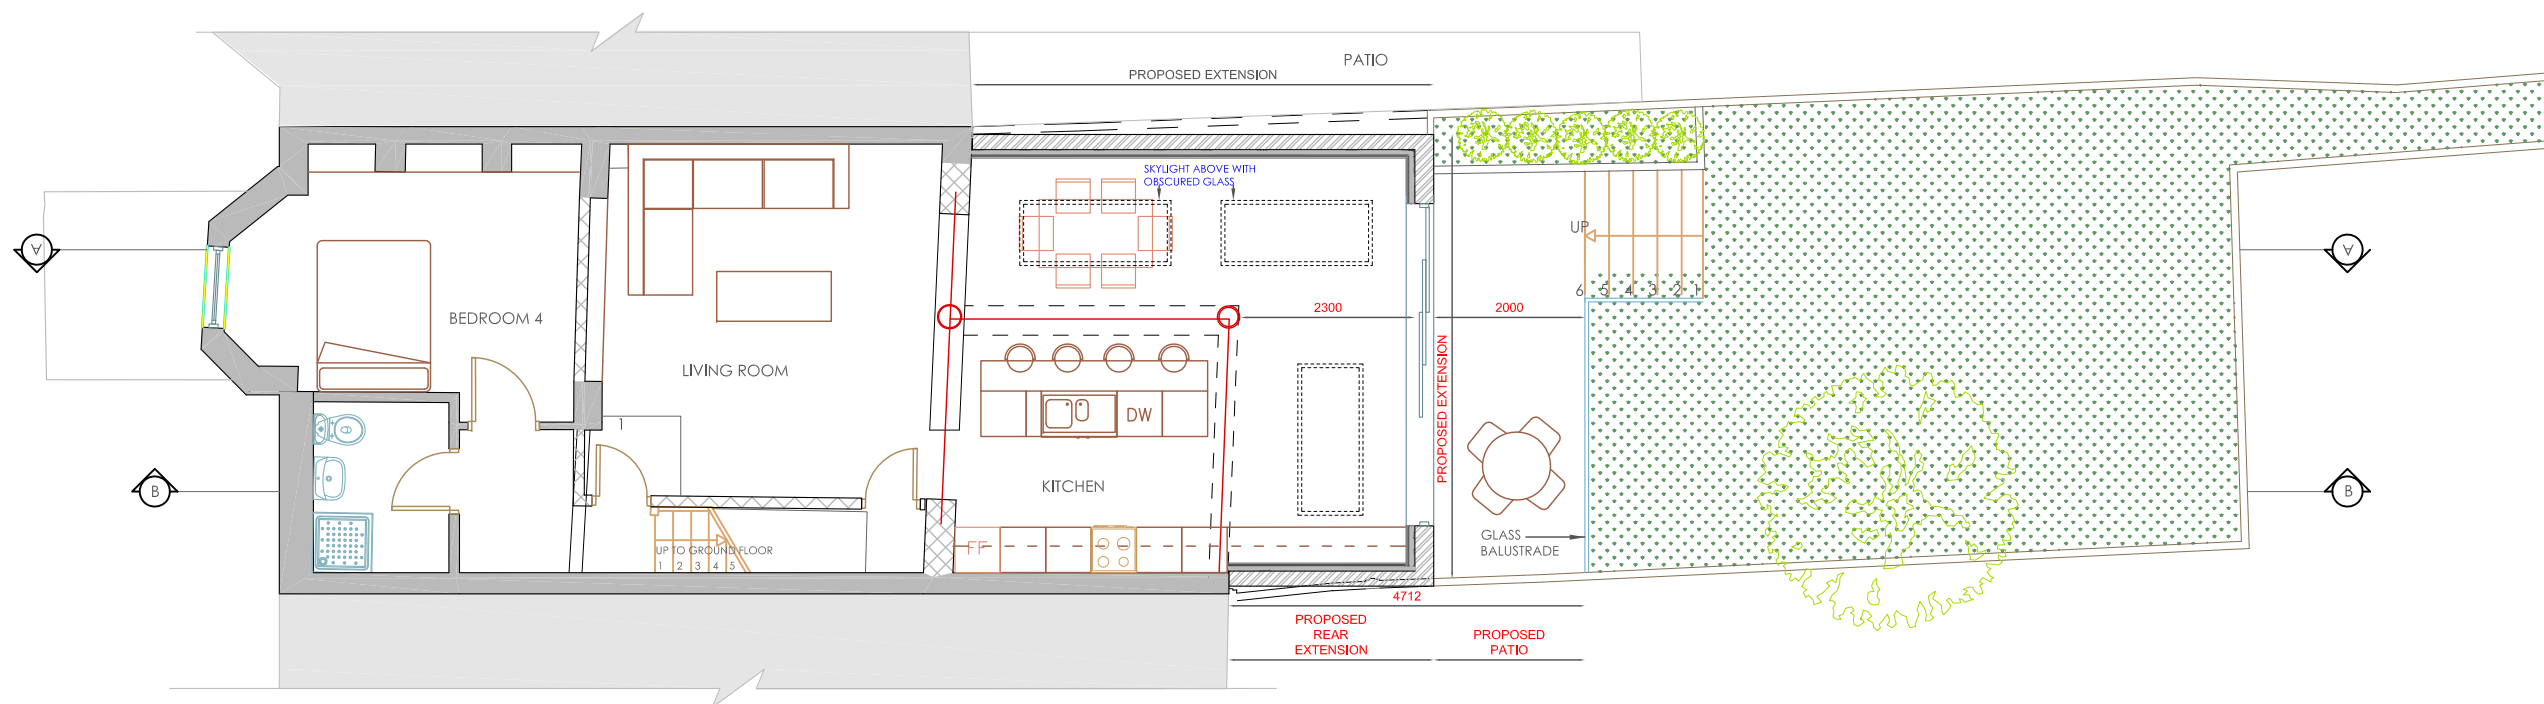 PATIO
PROPOSED EXTENSION
SKYLIGHT ABOVE WITH
OBSCURED GLASS
UP
A
A
6 5 4 3 2 1
BEDROOM 4
2300
2000
LIVING ROOM
PROPOSED EXTENSION
DW
1
KITCHEN
B
B
GLASS
BALUSTRADE
FF
UP TO GROUND FLOOR
1 2 3 4 5
4712
PROPOSED
REAR
EXTENSION
PROPOSED
PATIO